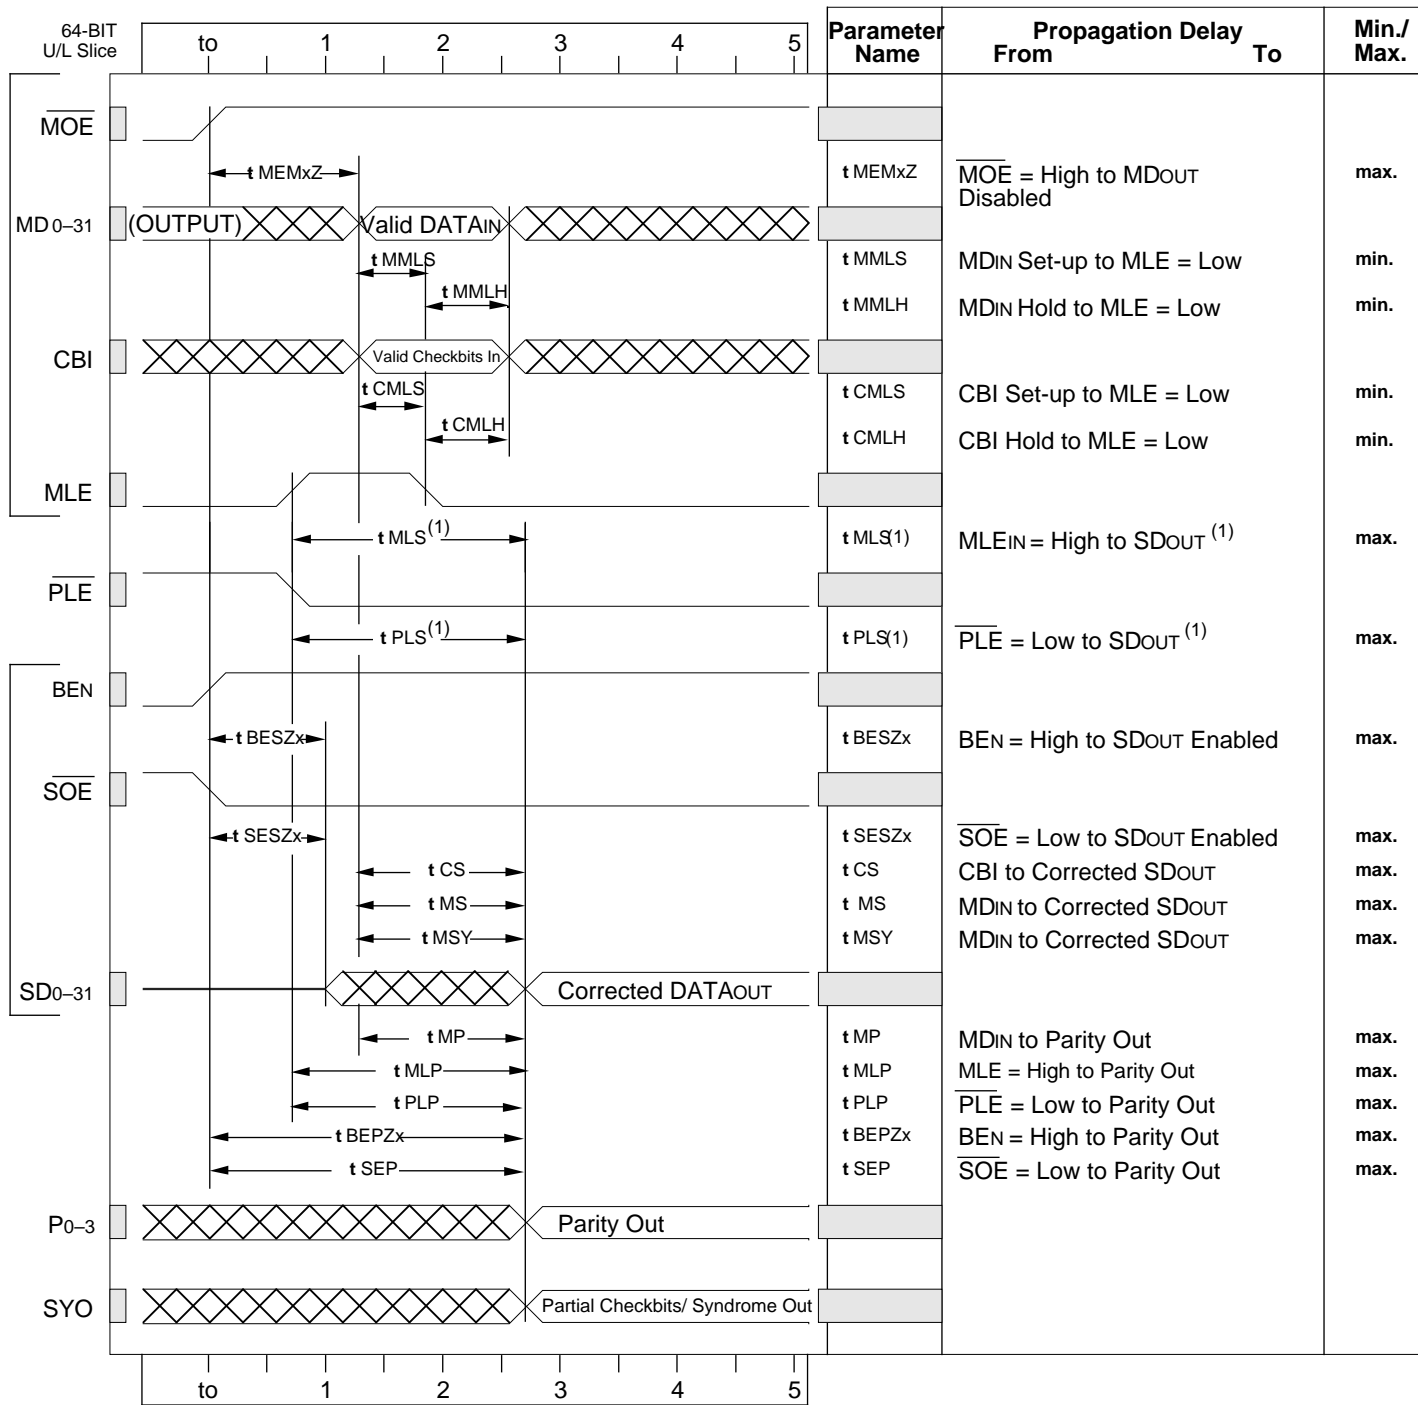 64-BIT
U/L Slice
to 1 2 3 4 5
Parameter Name
Propagation Delay
From To
Min./
Max.
MOE
t MEMxZ
t MEMxZ MOE = High to MDOUT Disabled max.
MD 0–31 (OUTPUT) Valid DATAIN
t MMLS
t MMLS MDIN Set-up to MLE = Low min.
t MMLH
t MMLH MDIN Hold to MLE = Low min.
CBI Valid Checkbits In
t CMLS
t CMLS CBI Set-up to MLE = Low min.
t CMLH
t CMLH CBI Hold to MLE = Low min.
MLE
t MLS(1)
t MLS(1) MLEIN = High to SDOUT (1) max.
PLE
t PLS(1)
t PLS(1) PLE = Low to SDOUT (1) max.
BEN
t BESZx
t BESZx BEN = High to SDOUT Enabled max.
SOE
t SESZx
t SESZx SOE = Low to SDOUT Enabled max.
t CS
t CS CBI to Corrected SDOUT max.
t MS
t MS MDIN to Corrected SDOUT max.
t MSY
t MSY MDIN to Corrected SDOUT max.
SD0–31 Corrected DATAOUT
t MP
t MP MDIN to Parity Out max.
t MLP
t MLP MLE = High to Parity Out max.
t PLP
t PLP PLE = Low to Parity Out max.
t BEPZx
t BEPZx BEN = High to Parity Out max.
t SEP
t SEP SOE = Low to Parity Out max.
P0–3 Parity Out
SYO Partial Checkbits/ Syndrome Out
to 1 2 3 4 5